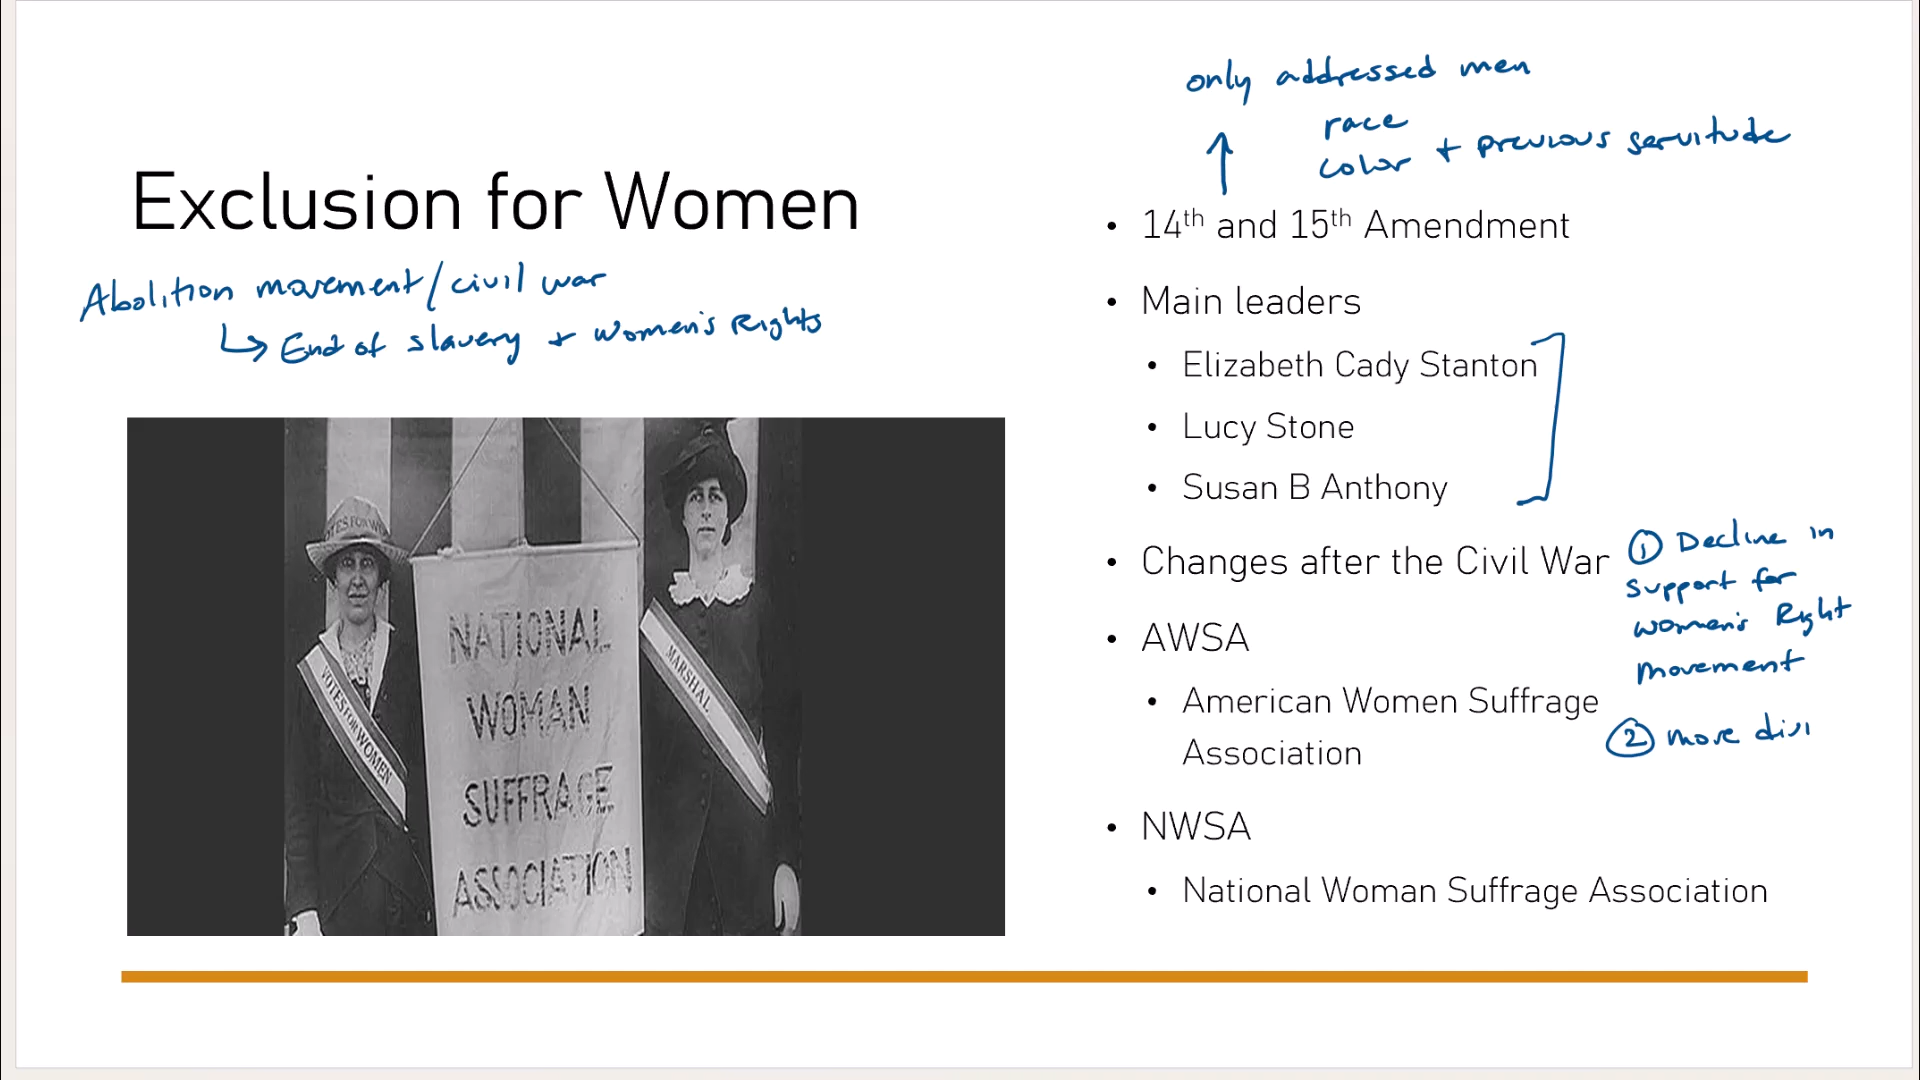 only addressed men
race
color + previous servitude
Exclusion for Women
Abolition movement/civil war
End of slavery + women's Rights
• 14th and 15th Amendment
• Main leaders
• Elizabeth Cady Stanton
• Lucy Stone
• Susan B Anthony
• Changes after the Civil War
① Decline in
support for
women's Right
movement
② more divi
• AWSA
• American Women Suffrage
Association
• NWSA
• National Woman Suffrage Association
VOTES FOR WOMEN
NATIONAL
WOMAN
SUFFRAGE
ASSOCIATION
MARSHAL